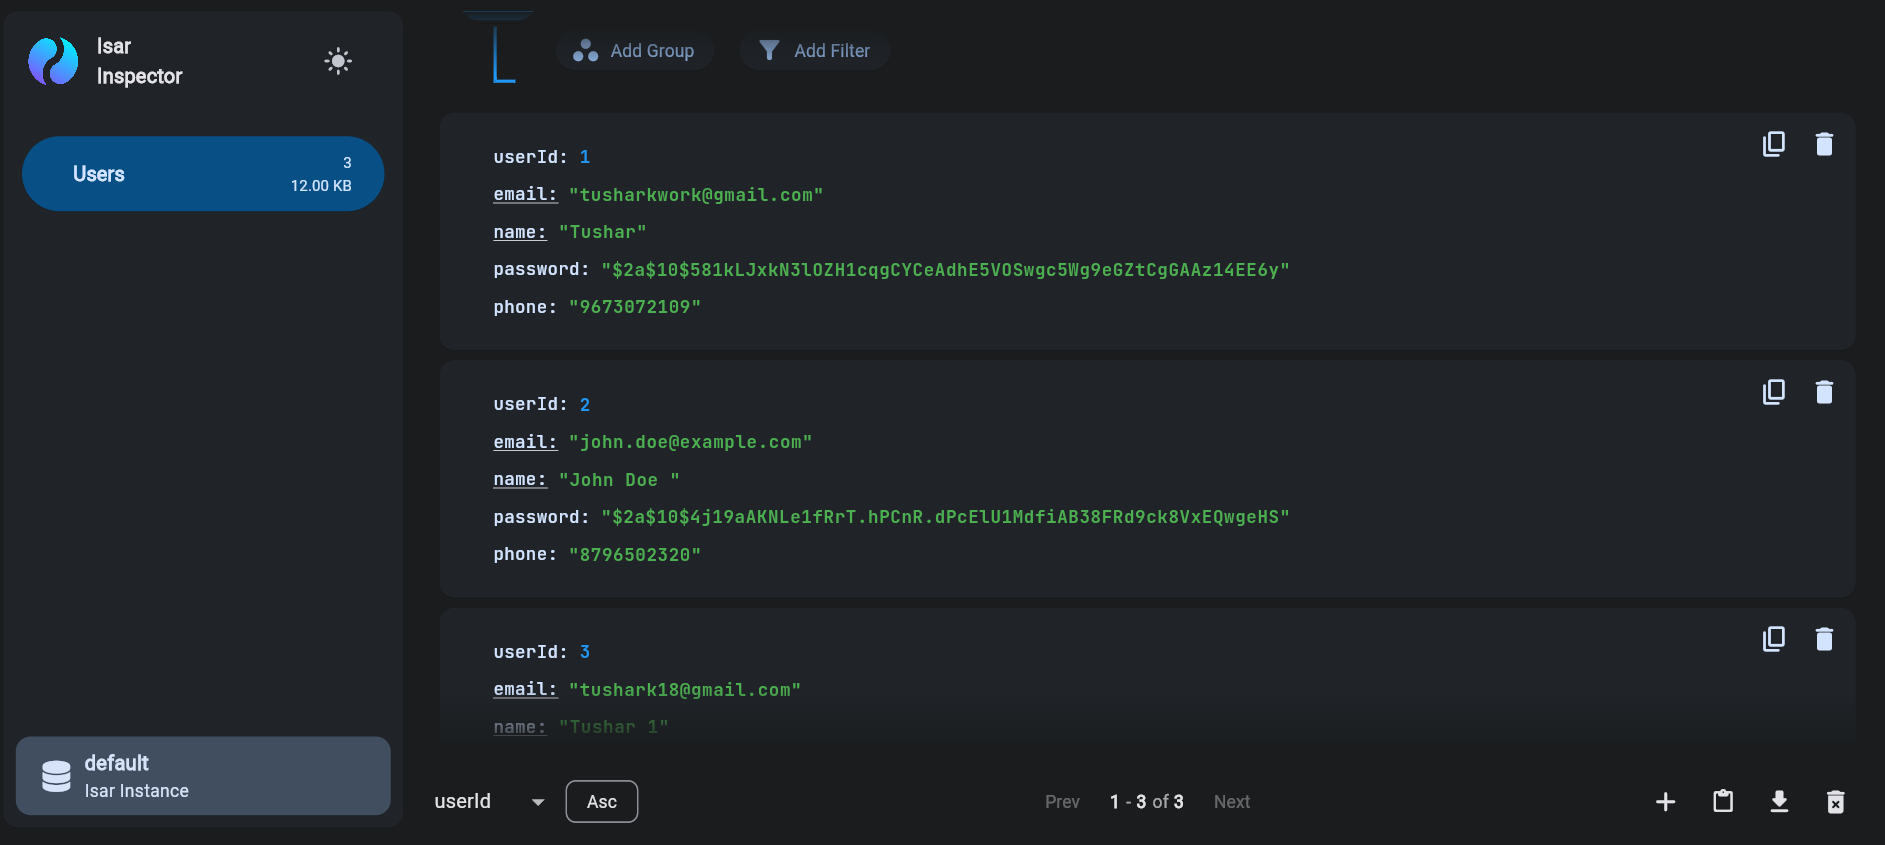 Isar
Inspector
Users
3
12.00 KB
default
Isar Instance
Add Group
Add Filter
userId: 1
email: "tusharkwork@gmail.com"
name: "Tushar"
password: "$2a$10$581kLJxkN3lOZH1cqgCYCeAdhE5VOSwgc5Wg9eGZtCgGAAz14EE6y"
phone: "9673072109"
userId: 2
email: "john.doe@example.com"
name: "John Doe "
password: "$2a$10$4j19aAKNLe1fRrT.hPCnR.dPcElU1MdfiAB38FRd9ck8VxEQwgeHS"
phone: "8796502320"
userId: 3
email: "tushark18@gmail.com"
name: "Tushar 1"
userId
Asc
Prev 1 - 3 of 3 Next